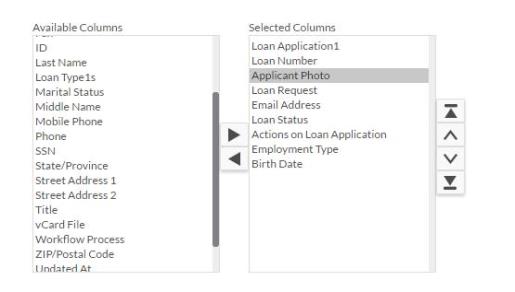 Available Columns
ID
Last Name
Loan Type1s
Marital Status
Middle Name
Mobile Phone
Phone
SSN
State/Province
Street Address 1
Street Address 2
Title
vCard File
Workflow Process
ZIP/Postal Code
Updated At
Selected Columns
Loan Application1
Loan Number
Applicant Photo
Loan Request
Email Address
Loan Status
Actions on Loan Application
Employment Type
Birth Date